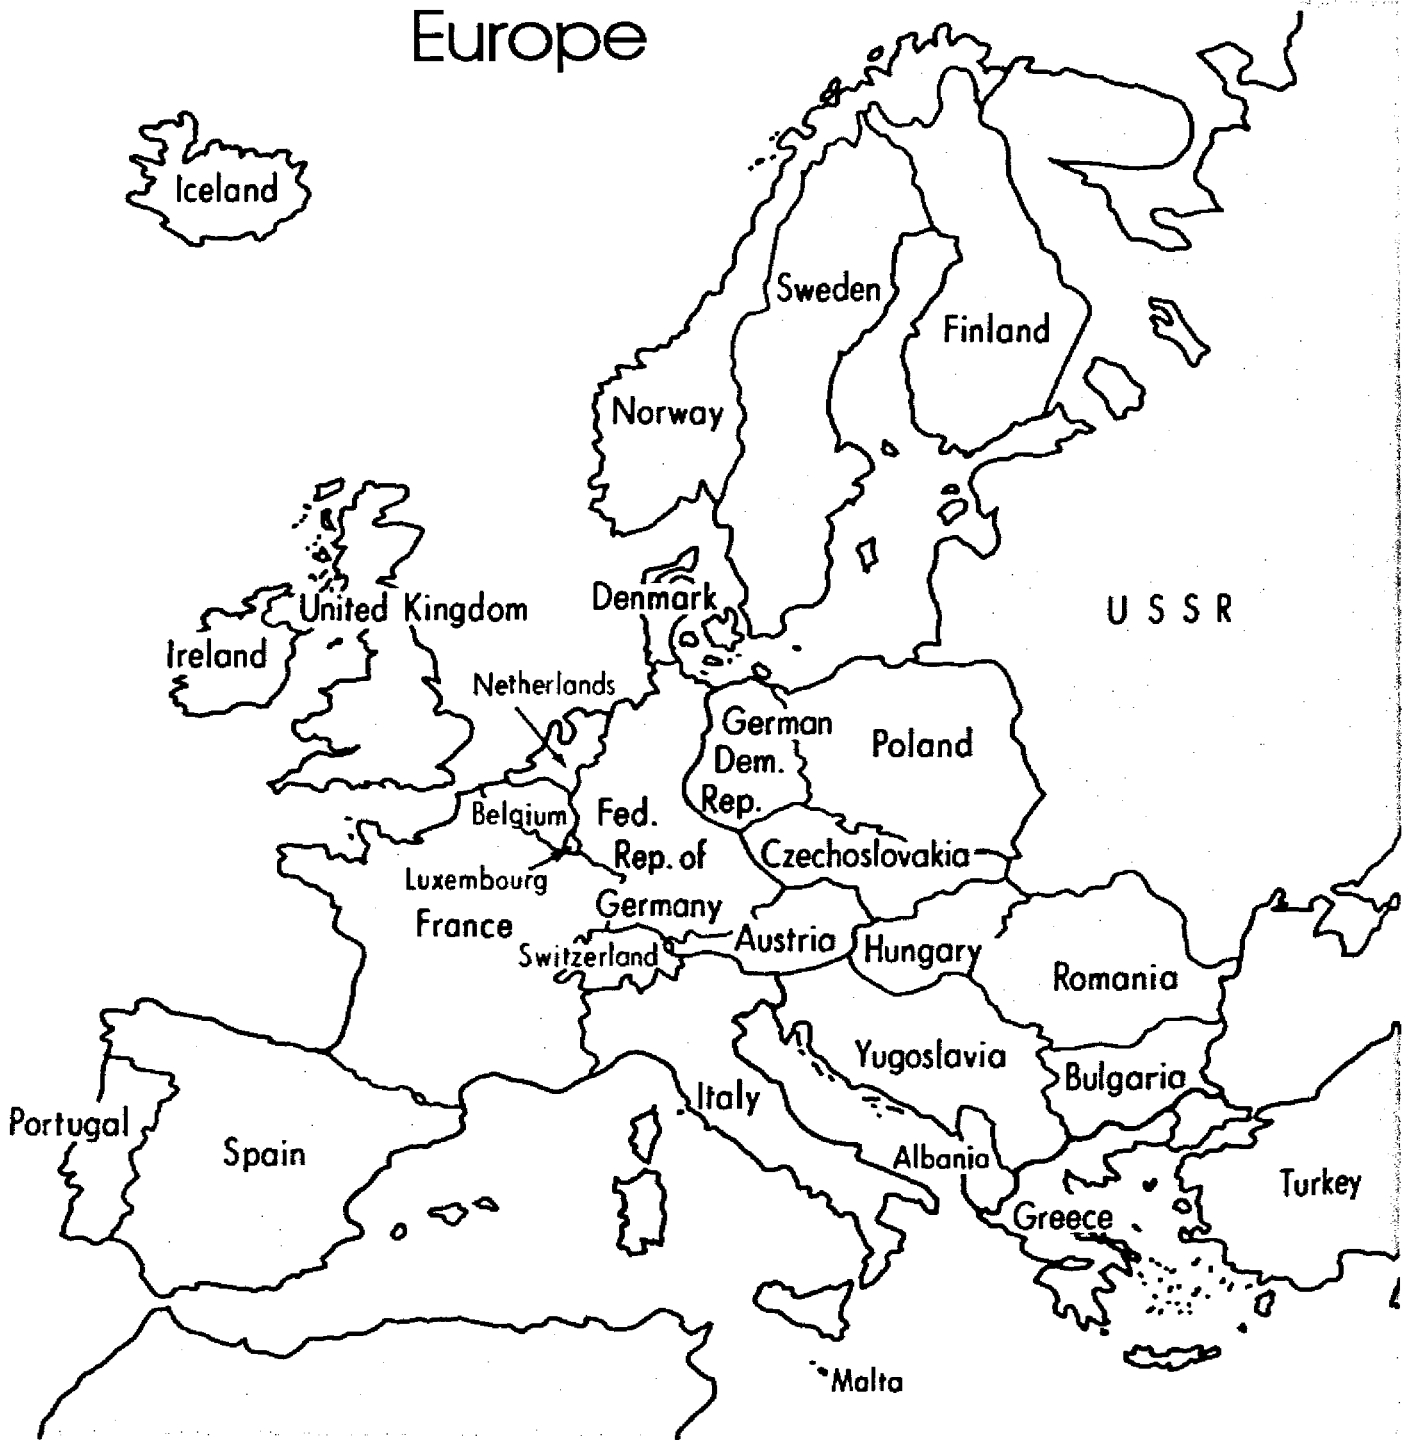 Europe
Iceland
Sweden
Finland
Norway
United Kingdom
Denmark
U S S R
Ireland
Netherlands
German
Dem.
Rep.
Poland
Belgium
Fed.
Rep. of
Germany
Czechoslovakia
Luxembourg
France
Switzerland
Austria
Hungary
Romania
Yugoslavia
Bulgaria
Italy
Portugal
Spain
Albania
Turkey
Greece
Malta